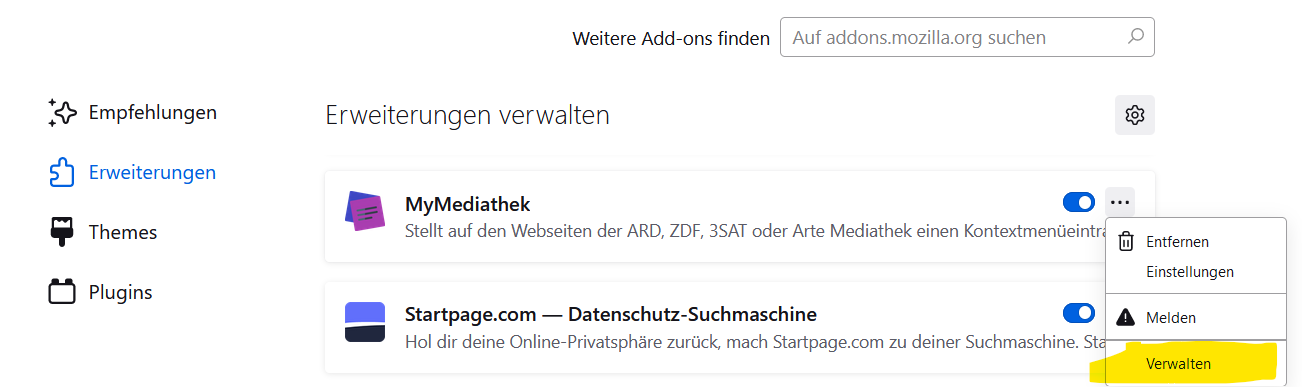 Weitere Add-ons finden
Auf addons.mozilla.org suchen
Empfehlungen
Erweiterungen
Themes
Plugins
Erweiterungen verwalten
MyMediathek
Stellt auf den Webseiten der ARD, ZDF, 3SAT oder Arte Mediathek einen
Entfernen
Einstellungen
Melden
Verwalten
Startpage.com — Datenschutz-Suchmaschine
Hol dir deine Online-Privatsphäre zurück, mach Startpage.com zu deiner Suchmaschine.